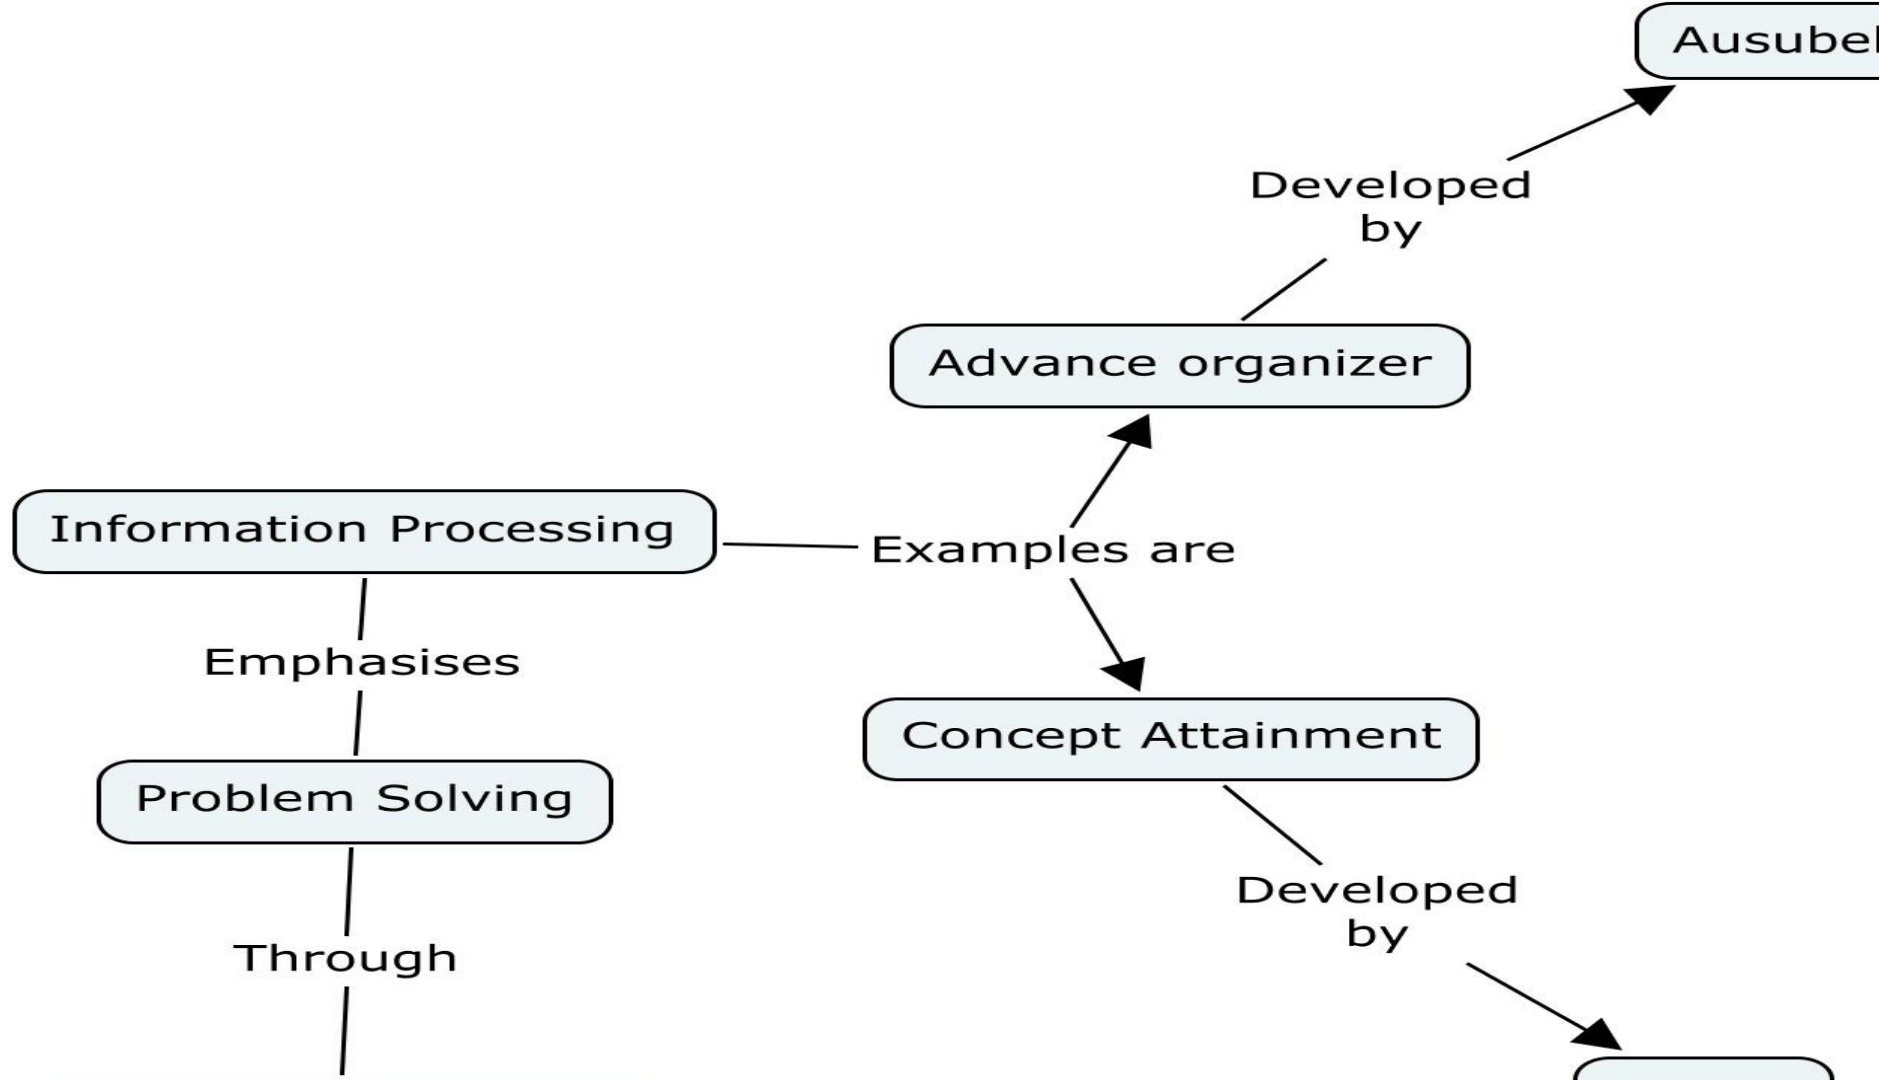 Ausubel
Developed
by
Advance organizer
Information Processing
Examples are
Emphasises
Concept Attainment
Problem Solving
Developed
by
Through